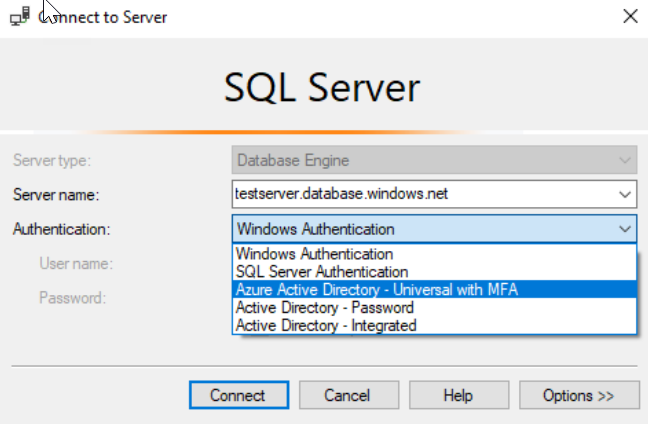 Connect to Server
SQL Server
Server type:
Database Engine
Server name:
testserver.database.windows.net
Authentication:
Windows Authentication
User name:
Windows Authentication
SQL Server Authentication
Azure Active Directory - Universal with MFA
Password:
Active Directory - Password
Active Directory - Integrated
Connect
Cancel
Help
Options >>